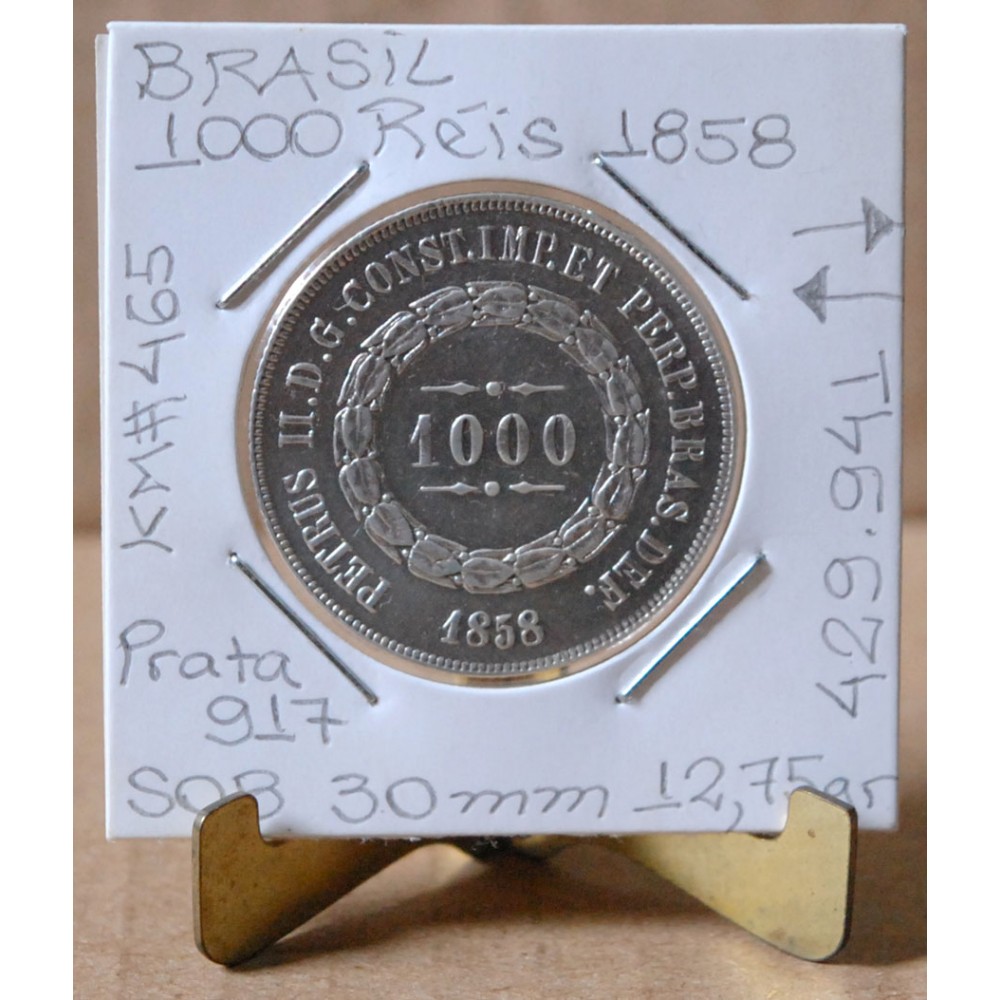 BRASIL
1000 Réis 1858
KM# 465
PETRUS II.D.G.CONST.IMP.ET PERP.BRAS.DEF.
1000
1858
429.941
Prata
917
SOB 30mm 12,75gr